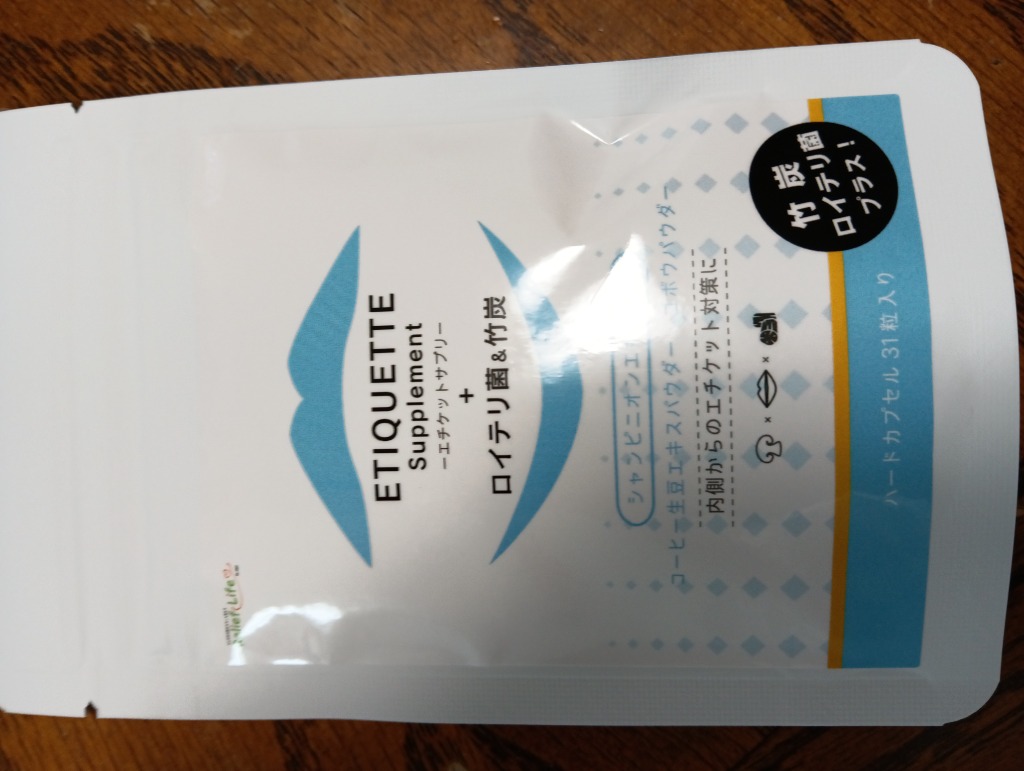 Relief Life
ETIQUETTE
Supplement
ーエチケットサプリー
+
ロイテリ菌&竹炭
シャンピニオンエ
コーヒー生豆エキスパウダー ゴボウパウダー
内側からのエチケット対策に
× ×
竹炭
ロイテリ菌
プラス!
ハードカプセル 31 粒入り